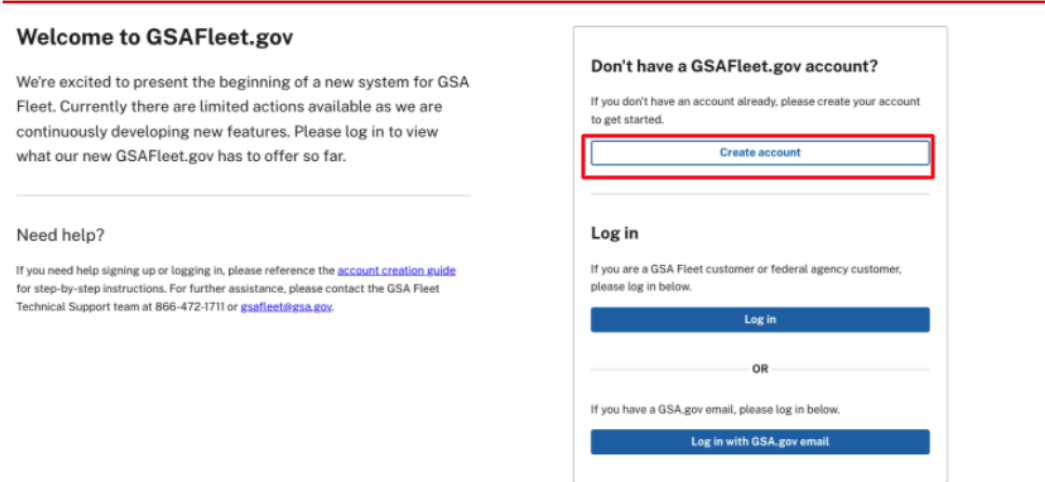 Welcome to GSAFleet.gov
We're excited to present the beginning of a new system for GSA
Fleet. Currently there are limited actions available as we are
continuously developing new features. Please log in to view
what our new GSAFleet.gov has to offer so far.
Need help?
If you need help signing up or logging in, please reference the account creation guide
for step-by-step instructions. For further assistance, please contact the GSA Fleet
Technical Support team at 866-472-1711 or gsafleet@gsa.gov.
Don't have a GSAFleet.gov account?
If you don't have an account already, please create your account
to get started.
Create account
Log in
If you are a GSA Fleet customer or federal agency customer,
please log in below.
Log in
OR
If you have a GSA.gov email, please log in below.
Log in with GSA.gov email